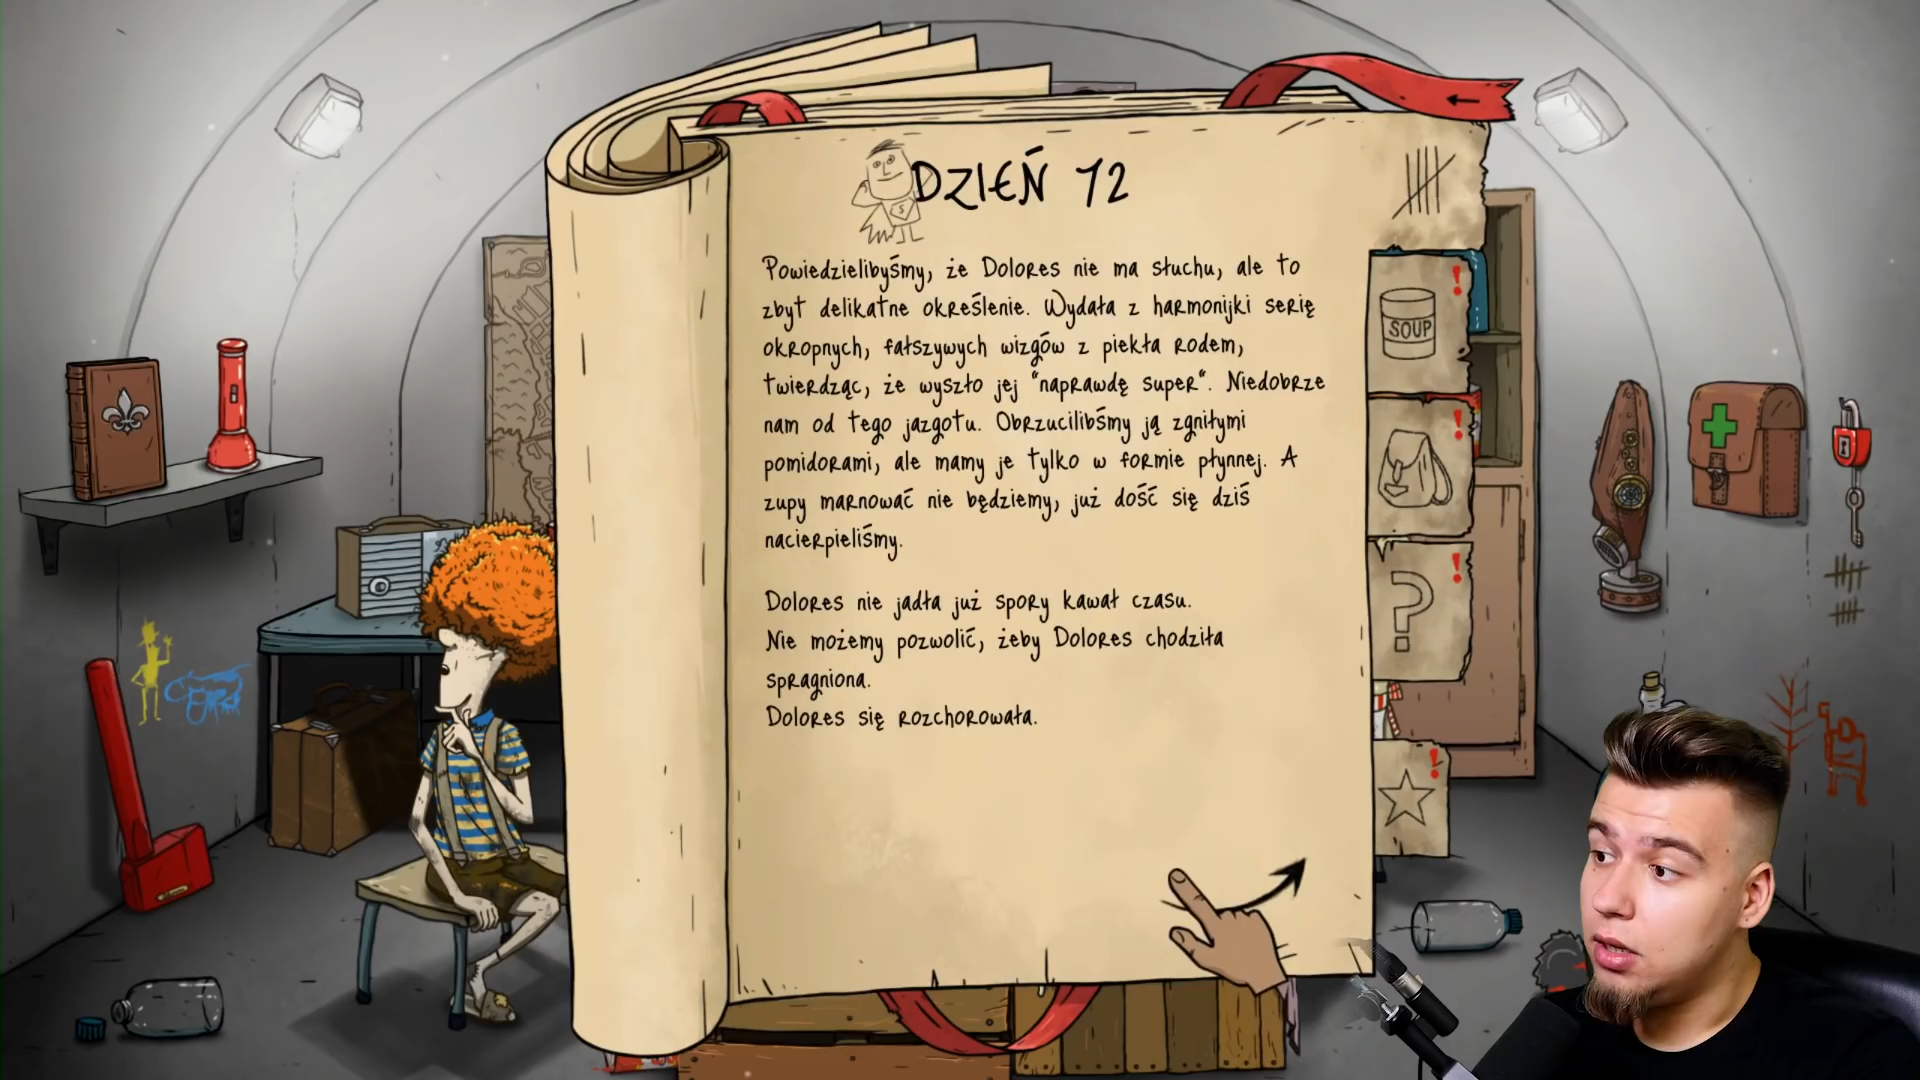 DZIEŃ 72
Powiedzielibyśmy, że Dolores nie ma słuchu, ale to
zbyt delikatne określenie. Wydała z harmonijki serię
okropnych, fałszywych wizgów z piekła rodem,
twierdząc, że wyszło jej "naprawdę super". Niedobrze
nam od tego jazgotu. Obrzucilibśmy ją zgniłymi
pomidorami, ale mamy je tylko w formie płynnej. A
zupy marnować nie będziemy, już dość się dziś
nacierpieliśmy.
Dolores nie jadła już spory kawał czasu.
Nie możemy pozwolić, żeby Dolores chodziła
spragniona.
Dolores się rozchorowała.
!
SOUP
!
!
?
!